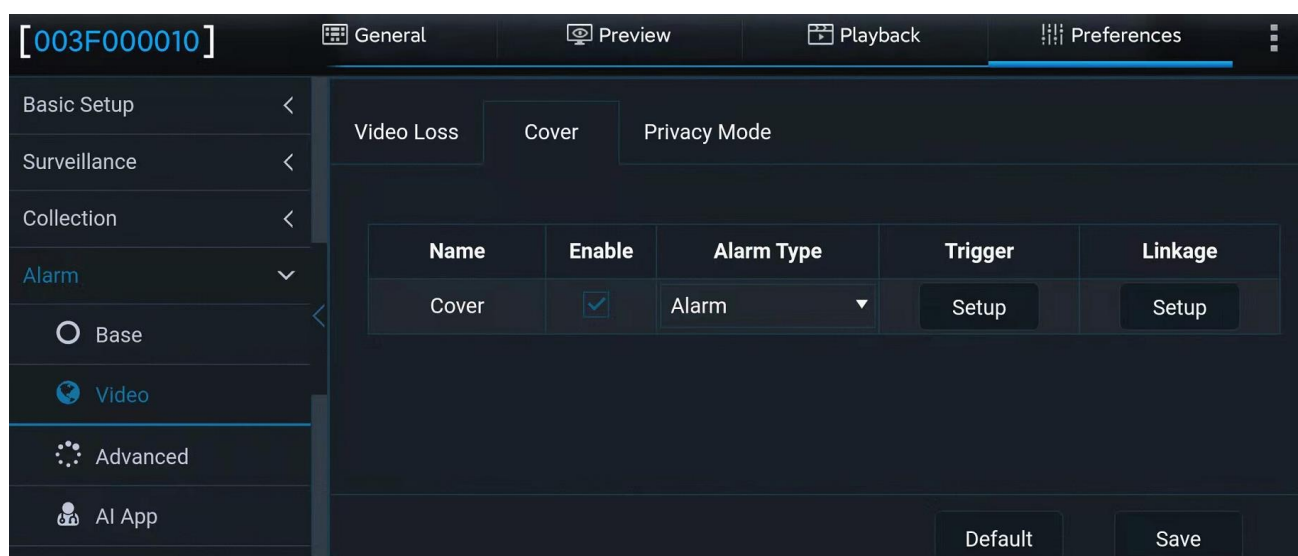 [003F000010]
General
Preview
Playback
Preferences
Basic Setup
Surveillance
Collection
Alarm
Base
Video
Advanced
AI App
Video Loss
Cover
Privacy Mode
Name Enable Alarm Type Trigger Linkage
Cover Alarm Setup Setup
Default
Save